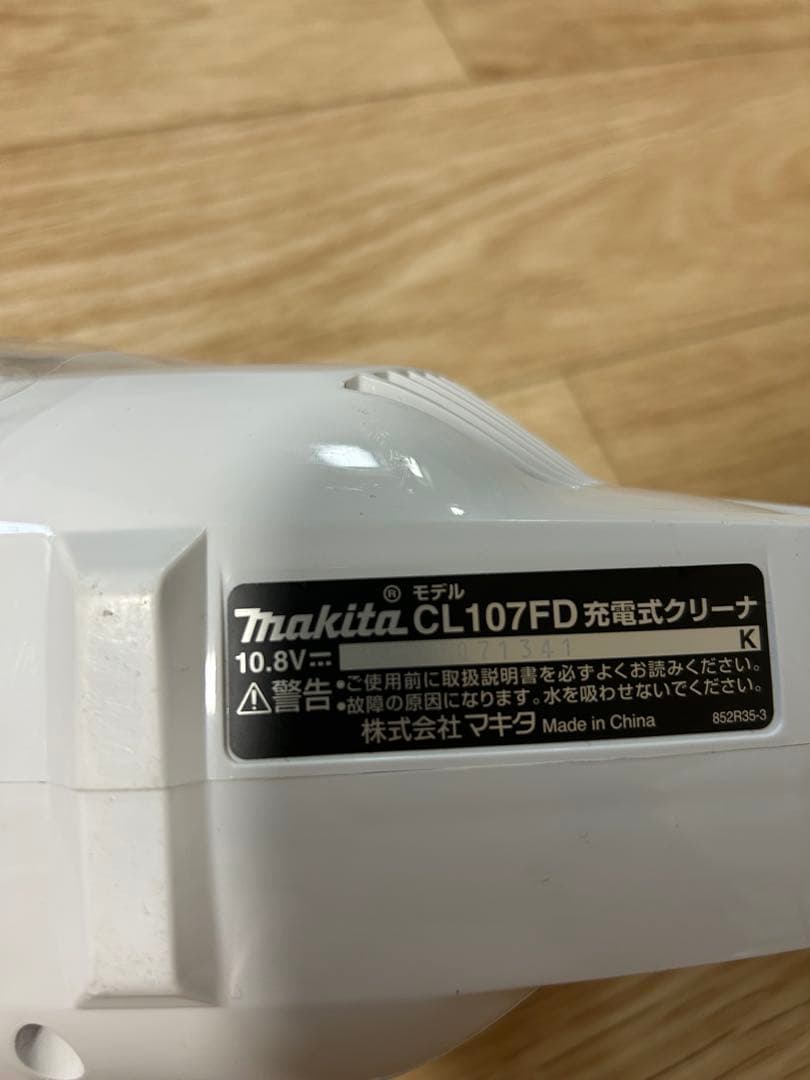 ® モデル
makita CL107FD 充電式クリーナ
10.8V⎓ 071341 K
⚠警告 •ご使用前に取扱説明書を必ずよくお読みください。
•故障の原因になります。水を吸わせないでください。
株式会社マキタ Made in China 852R35-3